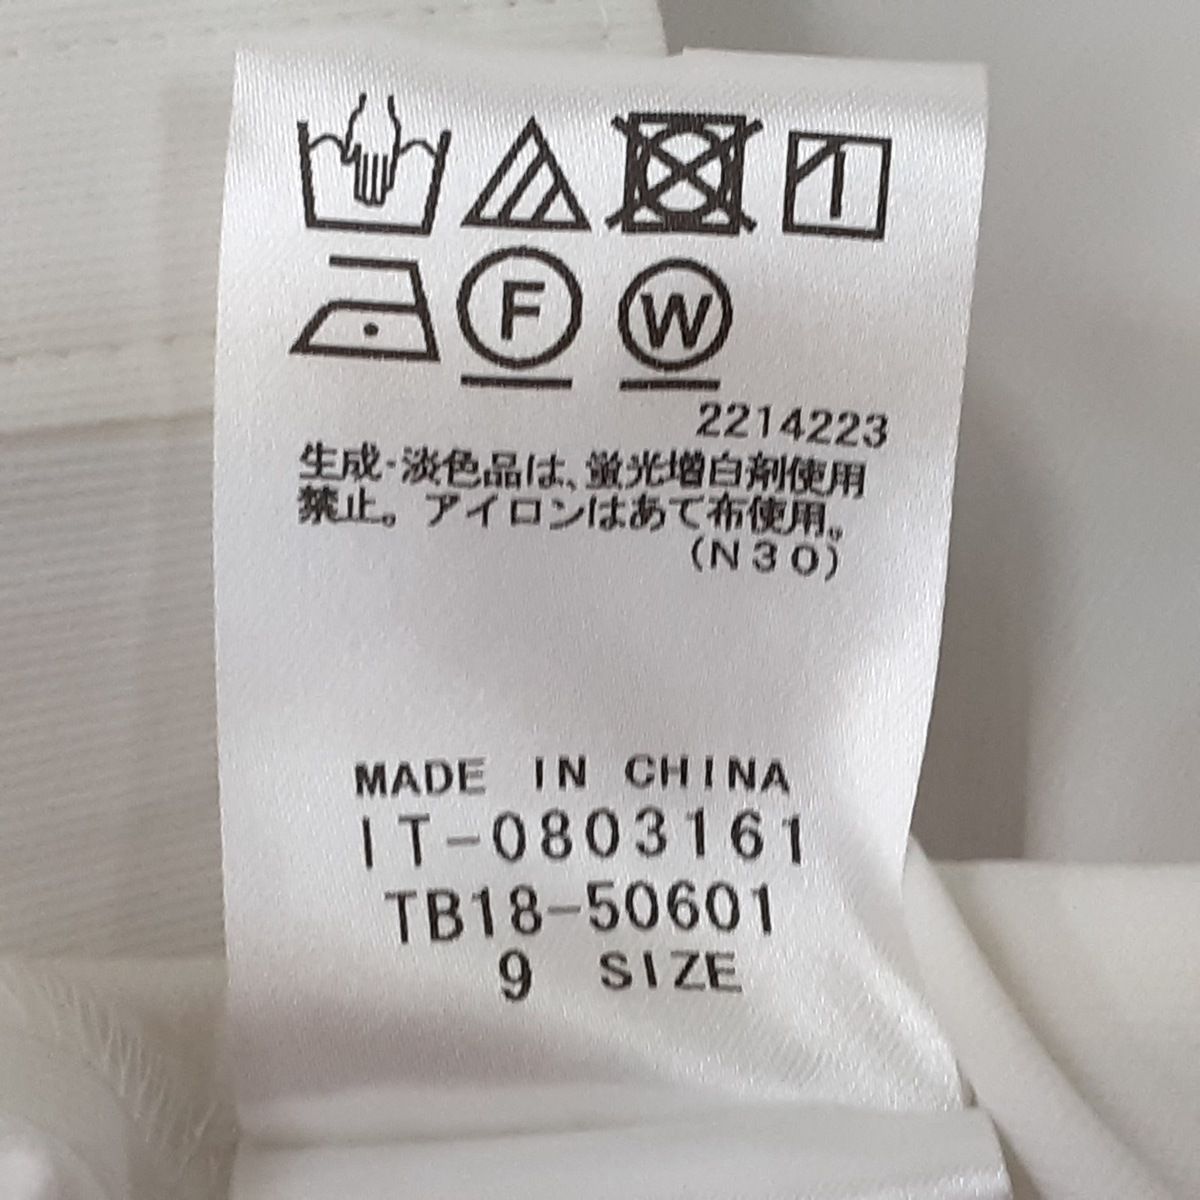 F W
2214223
生成・淡色品は、蛍光増白剤使用
禁止。アイロンはあて布使用。
(N30)
MADE IN CHINA
IT-0803161
TB18-50601
9 SIZE